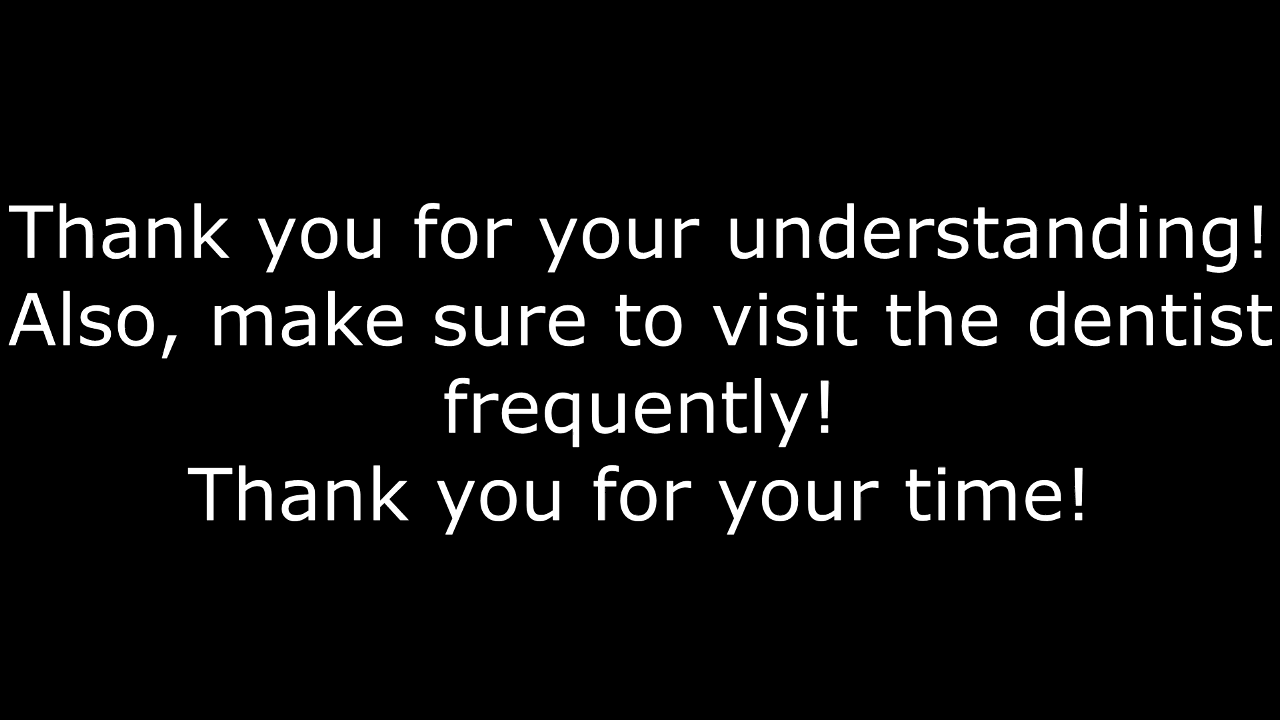 Thank you for your understanding!
Also, make sure to visit the dentist
frequently!
Thank you for your time!